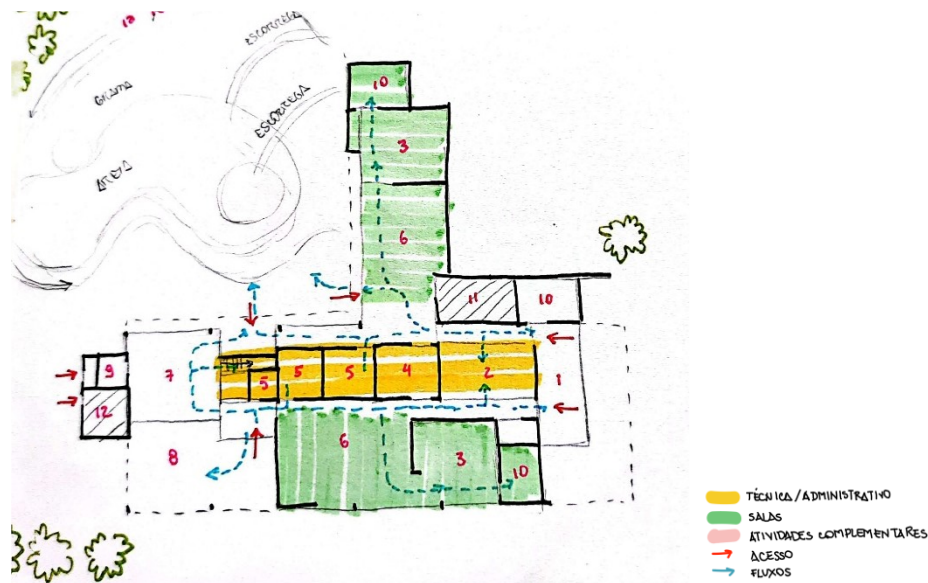 ESCORREGA
GRAMA
ESCORREGA
AREIA
10
3
6
11
10
9
7
5
5
5
4
2
1
12
8
6
3
10
TÉCNICA/ADMINISTRATIVO
SALAS
ATIVIDADES COMPLEMENTARES
ACESSO
FLUXOS